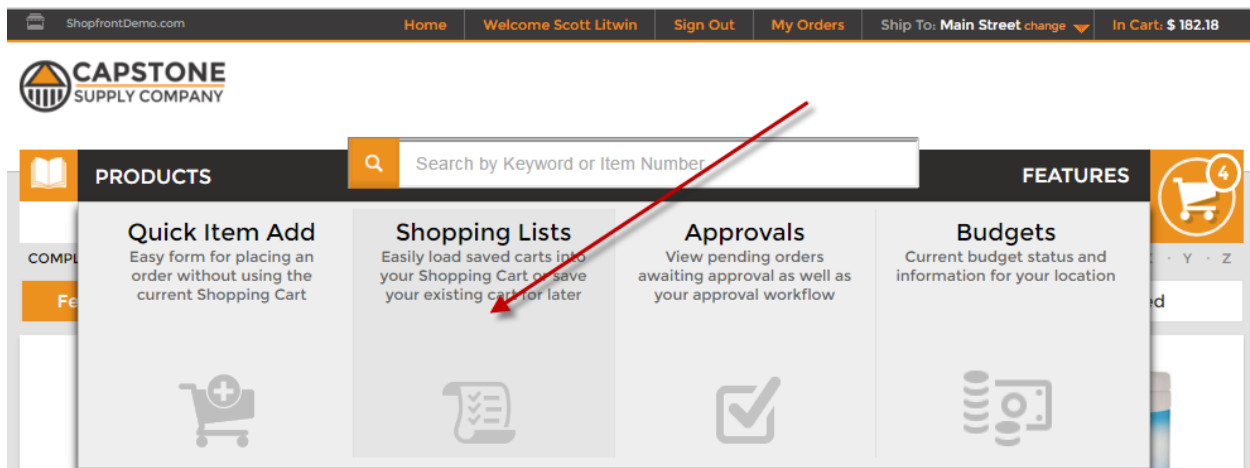 ShopfrontDemo.com
Home
Welcome Scott Litwin
Sign Out
My Orders
Ship To: Main Street change
In Cart: $ 182.18
CAPSTONE
SUPPLY COMPANY
PRODUCTS
Search by Keyword or Item Number
FEATURES
4
Quick Item Add
Easy form for placing an
order without using the
current Shopping Cart
Shopping Lists
Easily load saved carts into
your Shopping Cart or save
your existing cart for later
Approvals
View pending orders
awaiting approval as well as
your approval workflow
Budgets
Current budget status and
information for your location
COMPL
· Y · Z
Fe
ed